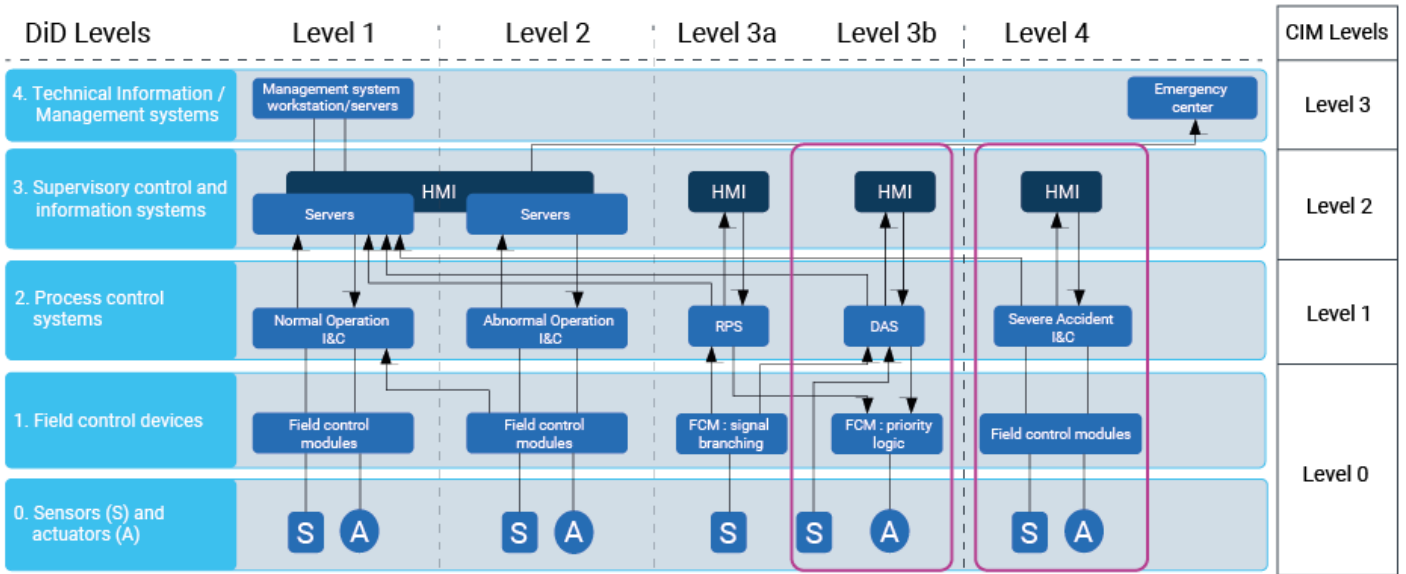 DiD Levels
Level 1
Level 2
Level 3a
Level 3b
Level 4
CIM Levels
4. Technical Information /
Management systems
Management system
workstation/servers
Emergency
center
Level 3
3. Supervisory control and
information systems
HMI
Servers
Servers
HMI
HMI
HMI
Level 2
2. Process control
systems
Normal Operation
I&C
Abnormal Operation
I&C
RPS
DAS
Severe Accident
I&C
Level 1
1. Field control devices
Field control
modules
Field control
modules
FCM : signal
branching
FCM : priority
logic
Field control modules
Level 0
0. Sensors (S) and
actuators (A)
S
A
S
A
S
S
A
S
A